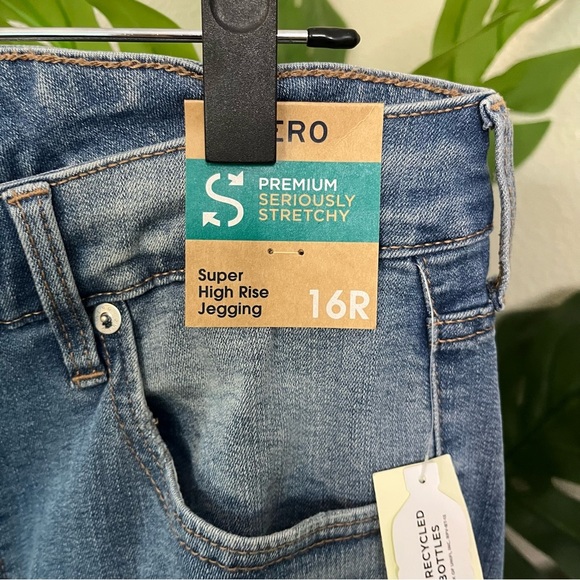 ERO
PREMIUM
SERIOUSLY
STRETCHY
Super
High Rise
Jegging
16R
RECYCLED
BOTTLES